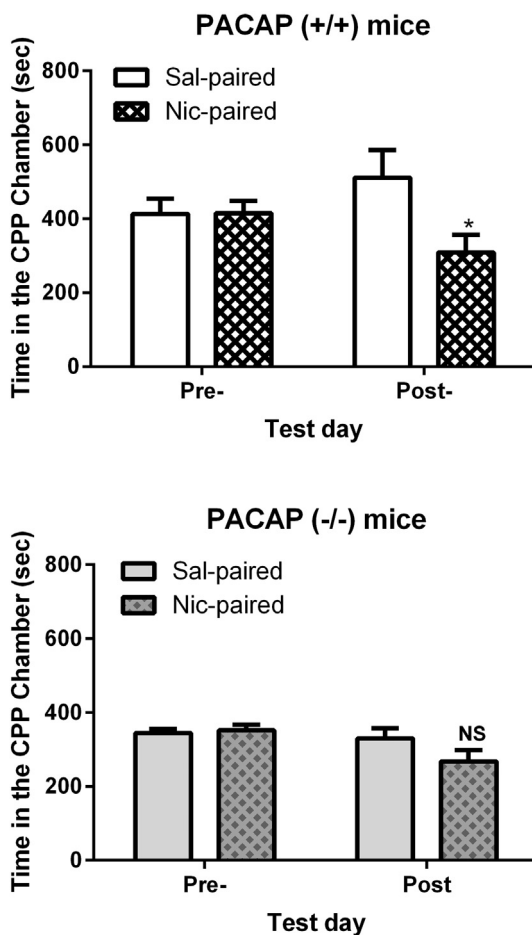 PACAP (+/+) mice
Time in the CPP Chamber (sec)
800
600
400
200
0
Sal-paired
Nic-paired
*
Pre-
Post-
Test day
PACAP (-/-) mice
Time in the CPP Chamber (sec)
800
600
400
200
0
Sal-paired
Nic-paired
NS
Pre-
Post
Test day